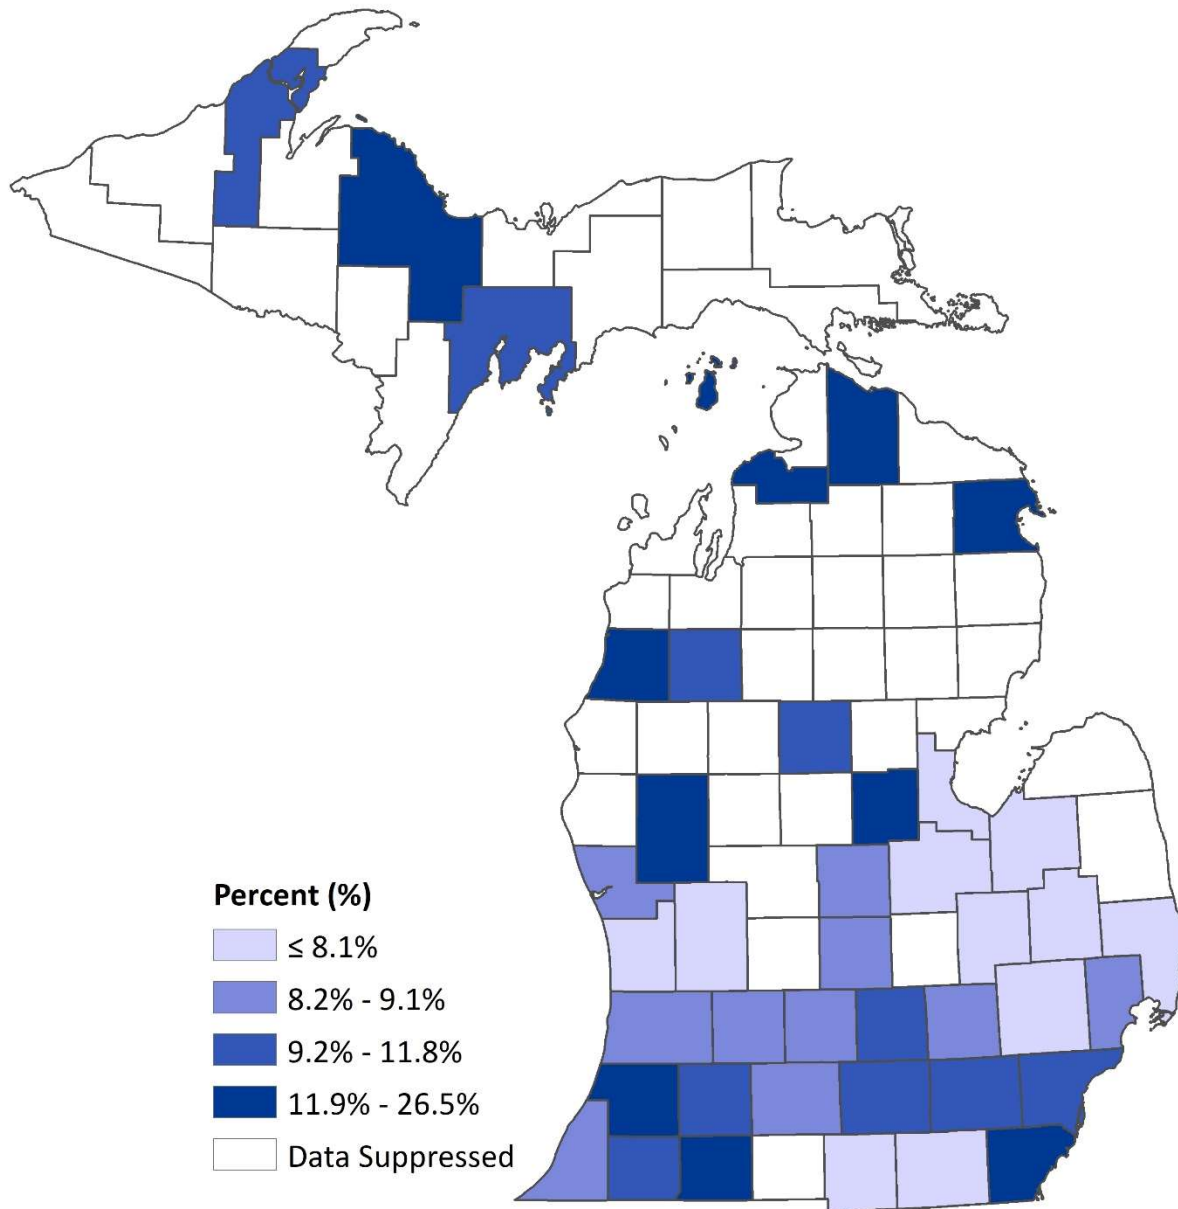 Percent (%)
≤ 8.1%
8.2% - 9.1%
9.2% - 11.8%
11.9% - 26.5%
Data Suppressed